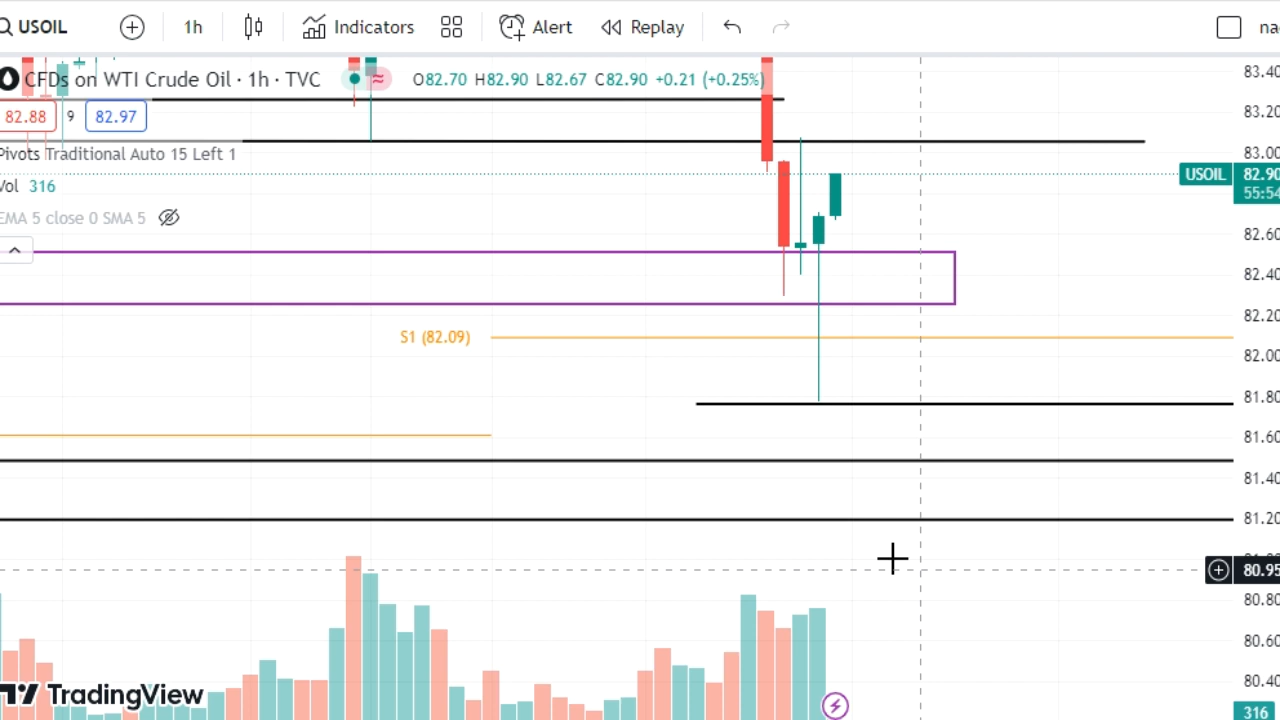 USOIL 1h Indicators Alert Replay na
CFDs on WTI Crude Oil · 1h · TVC O82.70 H82.90 L82.67 C82.90 +0.21 (+0.25%)
82.88 9 82.97
Pivots Traditional Auto 15 Left 1
Vol 316
EMA 5 close 0 SMA 5
S1 (82.09)
83.40
83.20
83.00
USOIL 82.90
55:54
82.60
82.40
82.20
82.00
81.80
81.60
81.40
81.20
80.95
80.80
80.60
80.40
316
TradingView